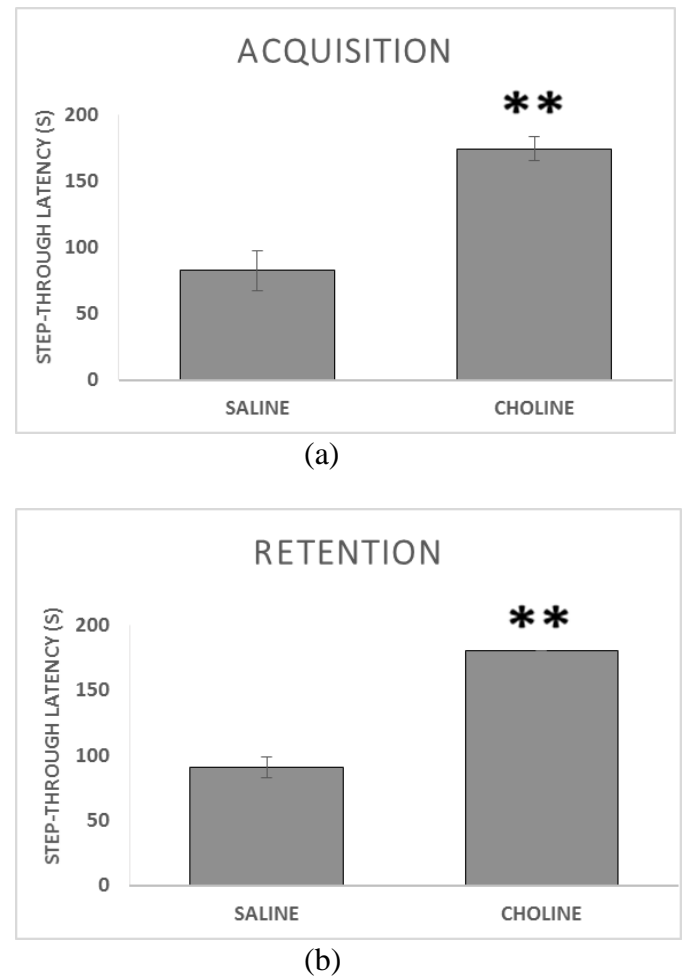 ACQUISITION
**
STEP-THROUGH LATENCY (S)
200
150
100
50
0
SALINE CHOLINE
(a)
RETENTION
**
STEP-THROUGH LATENCY (S)
200
150
100
50
0
SALINE CHOLINE
(b)